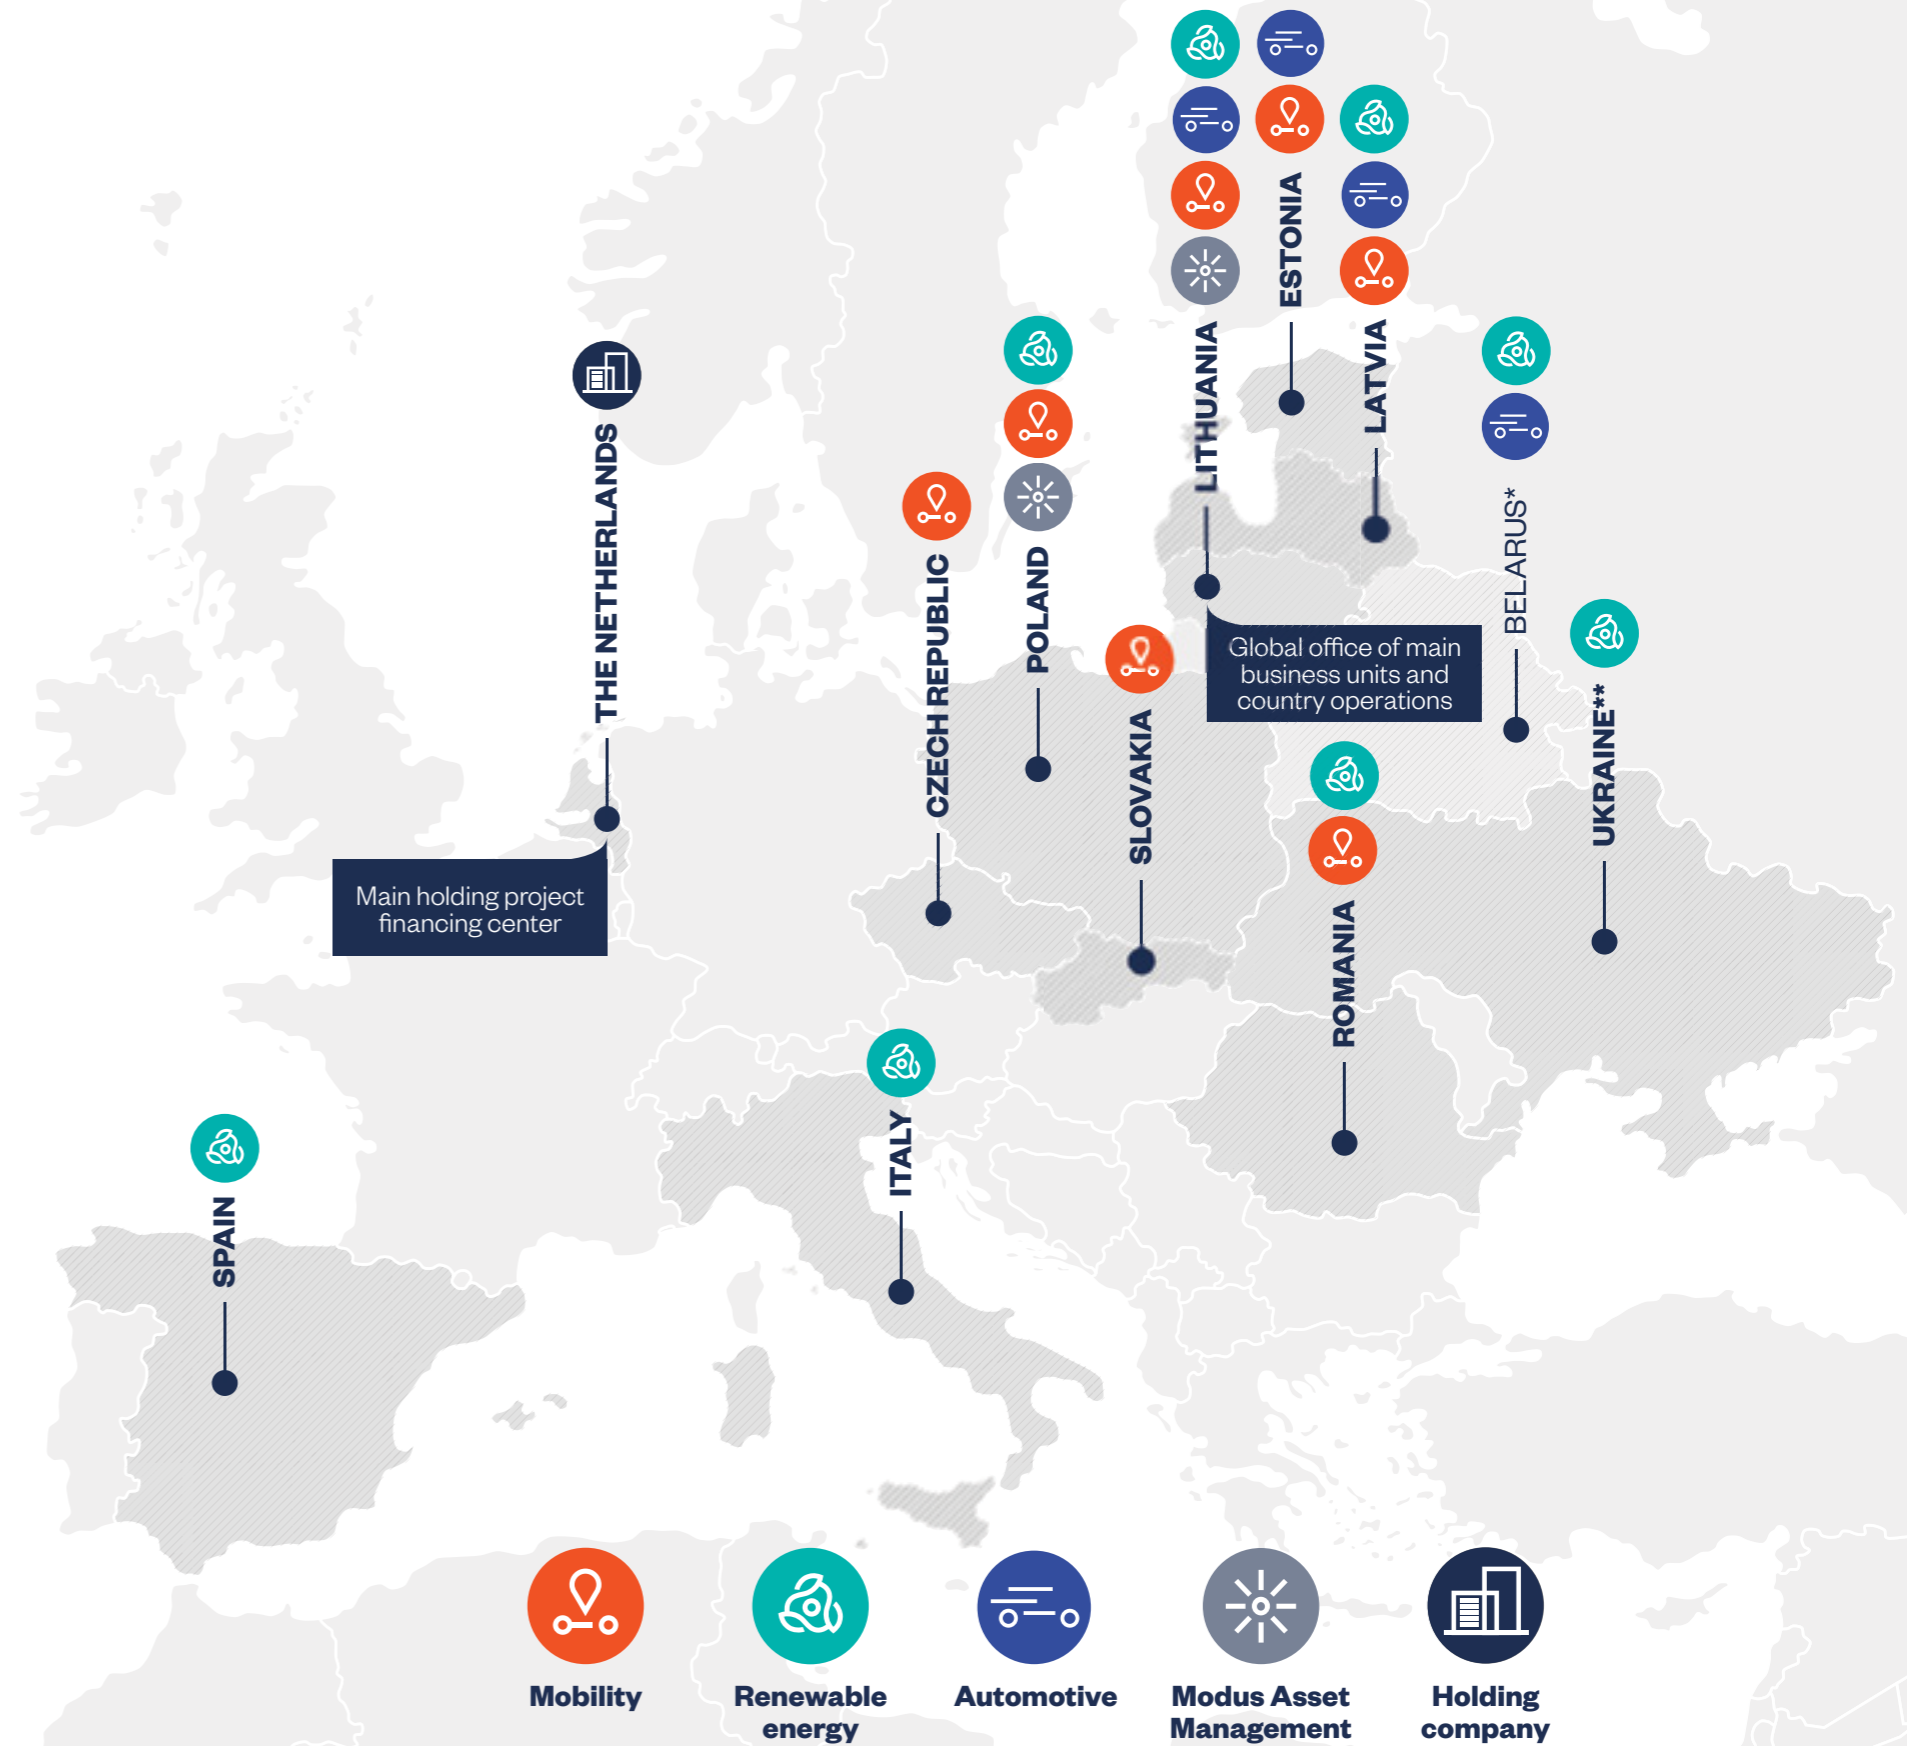 LITHUANIA
ESTONIA
LATVIA
THE NETHERLANDS
CZECH REPUBLIC
POLAND
SLOVAKIA
BELARUS*
UKRAINE**
Global office of main
business units and
country operations
Main holding project
financing center
ROMANIA
ITALY
SPAIN
Mobility
Renewable
energy
Automotive
Modus Asset
Management
Holding
company